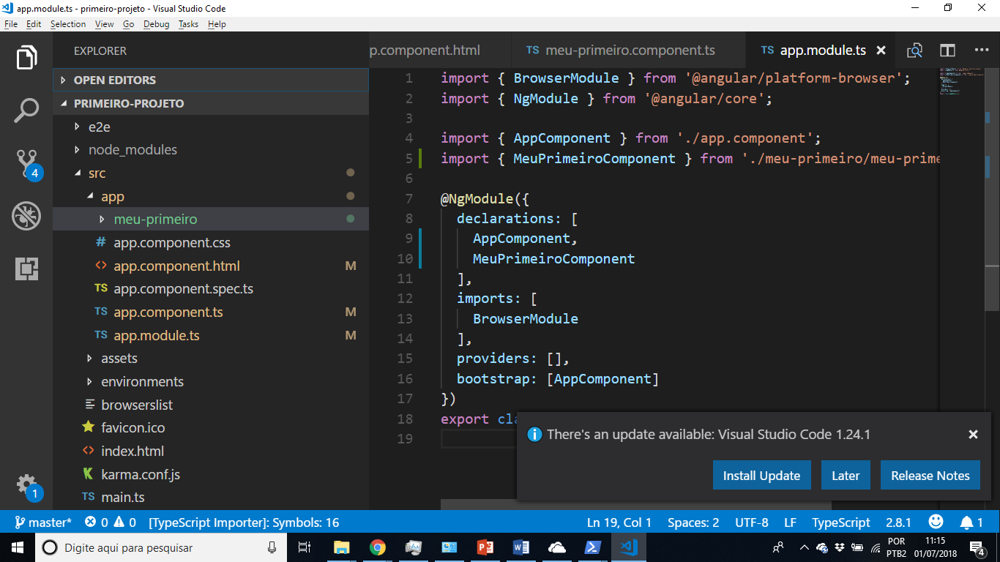 app.module.ts - primeiro-projeto - Visual Studio Code
File Edit Selection View Go Debug Tasks Help
EXPLORER
OPEN EDITORS
PRIMEIRO-PROJETO
e2e
node_modules
src
app
meu-primeiro
# app.component.css
<> app.component.html M
TS app.component.spec.ts
TS app.component.ts M
TS app.module.ts M
assets
environments
browserslist
favicon.ico
<> index.html
karma.conf.js
TS main.ts
4
1
p.component.html TS meu-primeiro.component.ts TS app.module.ts
1 import { BrowserModule } from '@angular/platform-browser';
2 import { NgModule } from '@angular/core';
3
4 import { AppComponent } from './app.component';
5 import { MeuPrimeiroComponent } from './meu-primeiro/meu-prime
6
7 @NgModule({
8 declarations: [
9 AppComponent,
10 MeuPrimeiroComponent
11 ],
12 imports: [
13 BrowserModule
14 ],
15 providers: [],
16 bootstrap: [AppComponent]
17 })
18 export cla
19
There's an update available: Visual Studio Code 1.24.1
Install Update Later Release Notes
master* 0 0 [TypeScript Importer]: Symbols: 16 Ln 19, Col 1 Spaces: 2 UTF-8 LF TypeScript 2.8.1 1
Digite aqui para pesquisar
POR
PTB2
11:15
01/07/2018
4